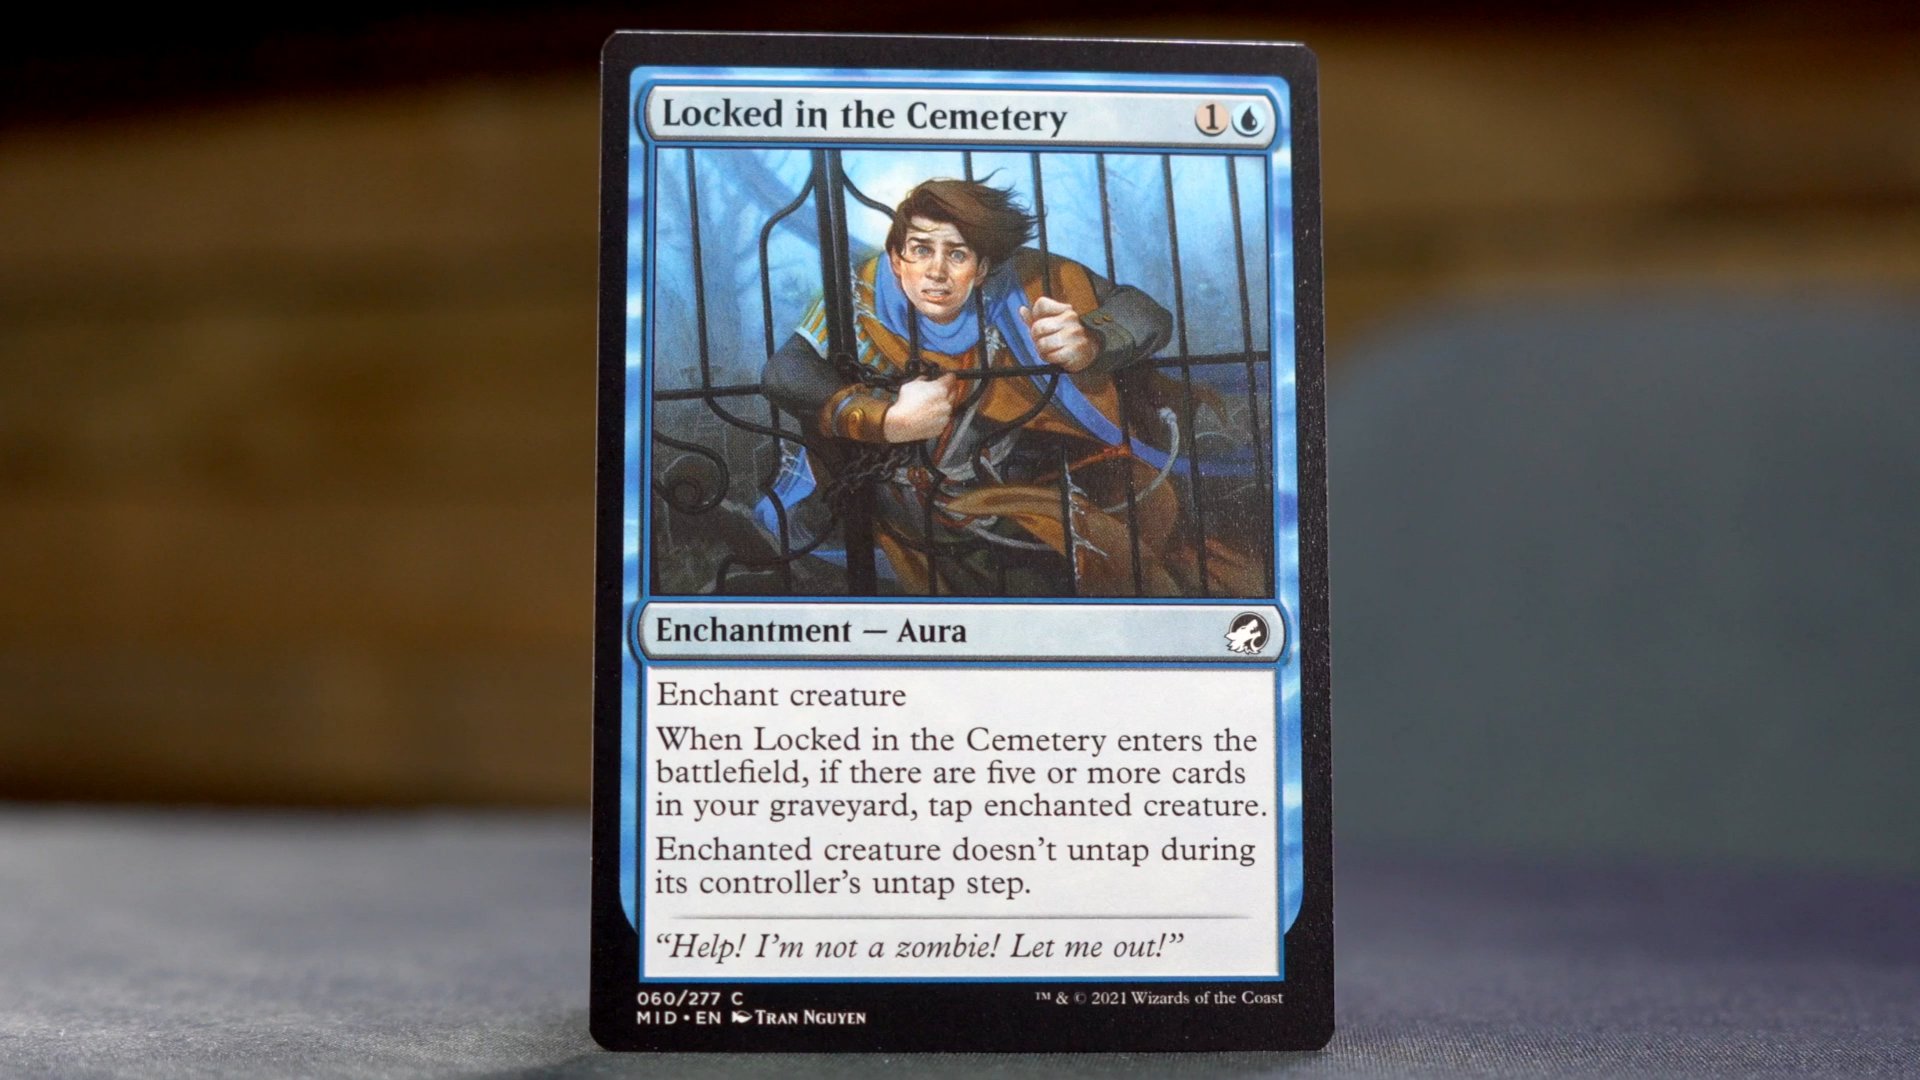 Locked in the Cemetery 1
Enchantment — Aura
Enchant creature
When Locked in the Cemetery enters the
battlefield, if there are five or more cards
in your graveyard, tap enchanted creature.
Enchanted creature doesn't untap during
its controller's untap step.
“Help! I'm not a zombie! Let me out!”
060/277 C
MID • EN TRAN NGUYEN
™ & © 2021 Wizards of the Coast